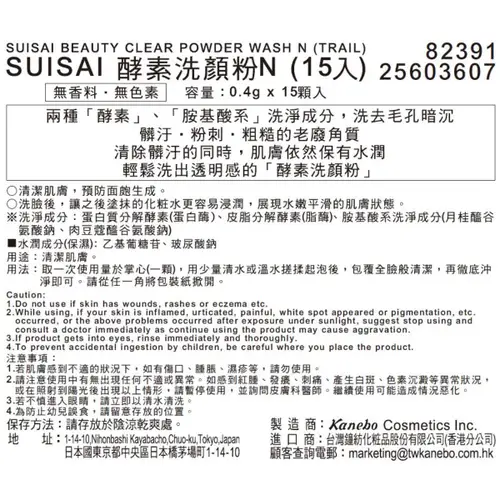 SUISAI BEAUTY CLEAR POWDER WASH N (TRAIL)
82391
SUISAI 酵素洗顏粉N (15入) 25603607
無香料・無色素 容量：0.4g x 15顆入
兩種「酵素」、「胺基酸系」洗淨成分，洗去毛孔暗沉
髒汙・粉刺・粗糙的老廢角質
清除髒汙的同時，肌膚依然保有水潤
輕鬆洗出透明感的「酵素洗顏粉」
○清潔肌膚，預防面皰生成。
○洗臉後，讓之後塗抹的化粧水更容易浸潤，展現水嫩平滑的肌膚狀態。
※洗淨成分：蛋白質分解酵素(蛋白酶)、皮脂分解酵素(脂酶)、胺基酸系洗淨成分(月桂醯谷
氨酸鈉、肉豆蔻醯谷氨酸鈉)
■水潤成分(保濕): 乙基葡糖苷、玻尿酸鈉
用途：清潔肌膚。
用法：取一次使用量於掌心(一顆)，用少量清水或溫水搓揉起泡後，包覆全臉般清潔，再徹底沖
淨即可。請從任一角將包裝紙掀開。
Caution:
1.Do not use if skin has wounds, rashes or eczema etc.
2.While using, if your skin is inflamed, urticated, painful, white spot appeared or pigmentation, etc.
occurred, or the above problems occurred after exposure under sunlight, suggest stop using and
consult a doctor immediately as continue using the product may cause aggravation.
3.If product gets into eyes, rinse immediately and thoroughly.
4.To prevent accidental ingestion by children, be careful where you place the product.
注意事項：
1.若肌膚感到不適的狀況下，如有傷口、腫脹、濕疹等，請勿使用。
2.請注意使用中有無出現任何不適或異常。如感到紅腫、發癢、刺痛、產生白斑、色素沉澱等異常狀況，
或在照射到陽光後出現以上情形，請暫停使用，並請詢問皮膚科醫師。繼續使用可能造成情況惡化。
3.若不慎進入眼睛，請立即以清水清洗。
4.為防止幼兒誤食，請留意存放的位置。
保存方法：請存放於陰涼乾爽處。
地 址：1-14-10,Nihonbashi Kayabacho,Chuo-ku,Tokyo,Japan
日本國東京都中央區日本橋茅場町1-14-10
製 造 商：Kanebo Cosmetics Inc.
進 口 商：台灣鐘紡化粧品股份有限公司(香港分公司)
顧客查詢電郵：marketing@twkanebo.com.hk